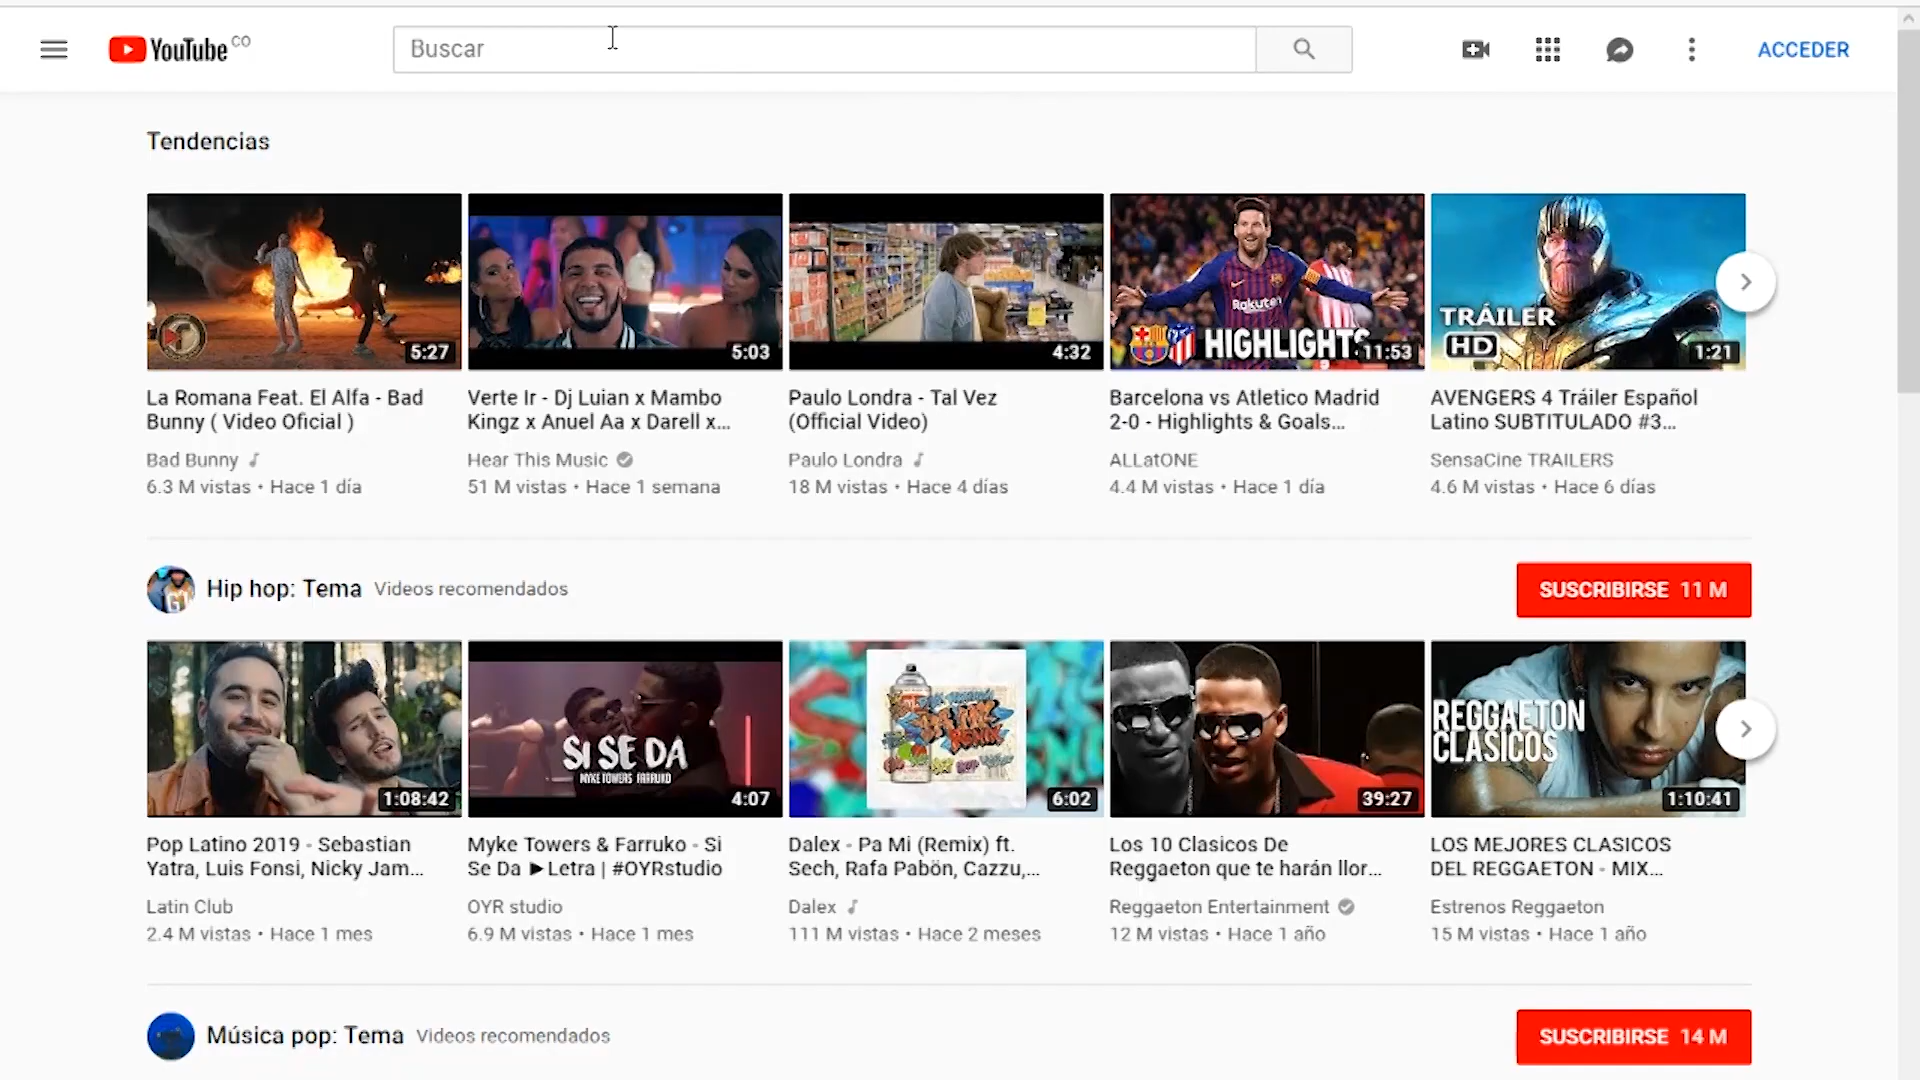 YouTube CO
Buscar
ACCEDER
Tendencias
5:27
5:03
4:32
Rakuten
HIGHLIGHTS
11:53
TRÁILER
HD
1:21
La Romana Feat. El Alfa - Bad
Bunny ( Video Oficial )
Bad Bunny
6.3 M vistas • Hace 1 día
Verte Ir - Dj Luian x Mambo
Kingz x Anuel Aa x Darell x...
Hear This Music
51 M vistas • Hace 1 semana
Paulo Londra - Tal Vez
(Official Video)
Paulo Londra
18 M vistas • Hace 4 días
Barcelona vs Atletico Madrid
2-0 - Highlights & Goals...
ALLatONE
4.4 M vistas • Hace 1 día
AVENGERS 4 Tráiler Español
Latino SUBTITULADO #3...
SensaCine TRAILERS
4.6 M vistas • Hace 6 días
Hip hop: Tema Videos recomendados
SUSCRIBIRSE 11 M
1:08:42
SI SE DA
MYKE TOWERS FARRUKO
4:07
6:02
39:27
REGGAETON
CLASICOS
1:10:41
Pop Latino 2019 - Sebastian
Yatra, Luis Fonsi, Nicky Jam...
Latin Club
2.4 M vistas • Hace 1 mes
Myke Towers & Farruko - Si
Se Da ►Letra | #OYRstudio
OYR studio
6.9 M vistas • Hace 1 mes
Dalex - Pa Mi (Remix) ft.
Sech, Rafa Pabön, Cazzu,...
Dalex
111 M vistas • Hace 2 meses
Los 10 Clasicos De
Reggaeton que te harán llor...
Reggaeton Entertainment
12 M vistas • Hace 1 año
LOS MEJORES CLASICOS
DEL REGGAETON - MIX...
Estrenos Reggaeton
15 M vistas • Hace 1 año
Música pop: Tema Videos recomendados
SUSCRIBIRSE 14 M